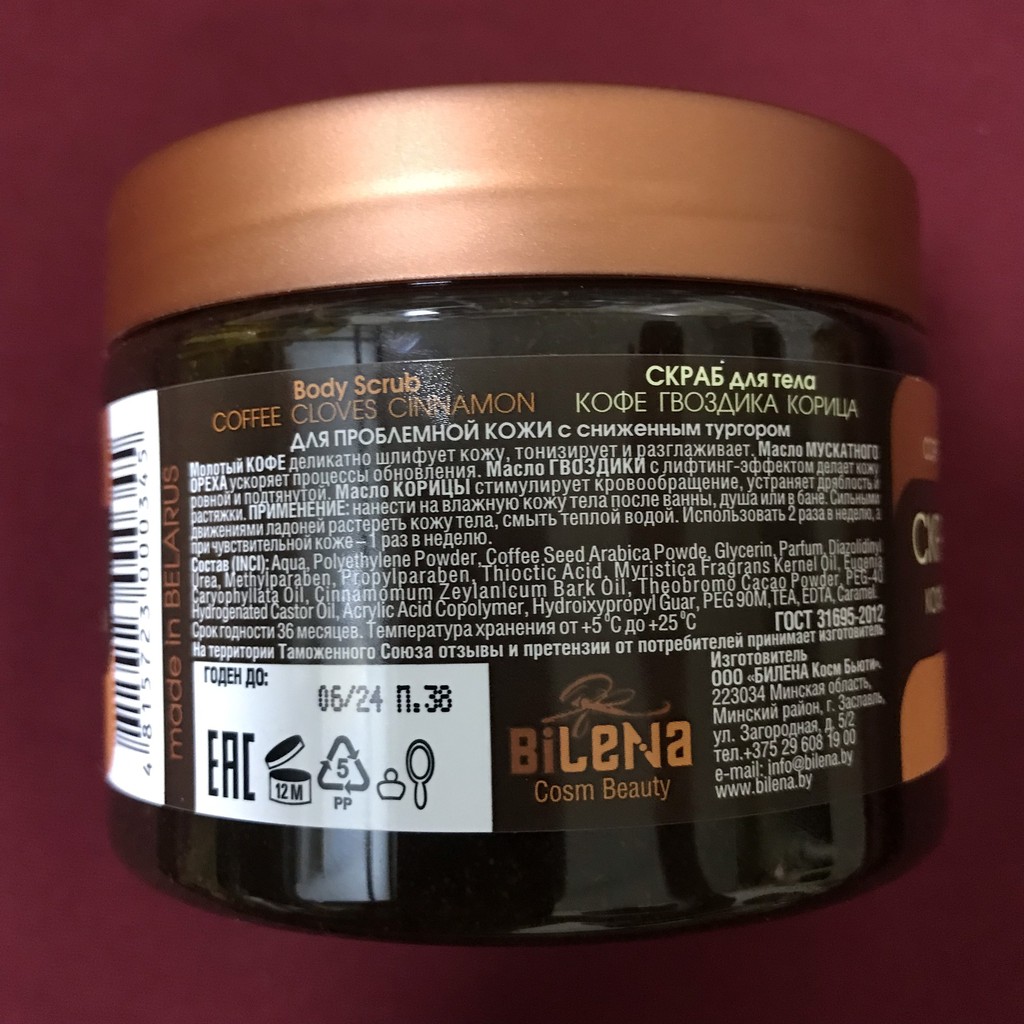 Body Scrub
COFFEE CLOVES CINNAMON
СКРАБ для тела
КОФЕ ГВОЗДИКА КОРИЦА
ДЛЯ ПРОБЛЕМНОЙ КОЖИ с сниженным тургором
Молотый КОФЕ деликатно шлифует кожу, тонизирует и разглаживает. Масло МУСКАТНОГО
ОРЕХА ускоряет процессы обновления. Масло ГВОЗДИКИ с лифтинг-эффектом делает кожу
ровной и подтянутой. Масло КОРИЦЫ стимулирует кровообращение, устраняет дряблость и
растяжки. ПРИМЕНЕНИЕ: нанести на влажную кожу тела после ванны, душа или в бане. Сильными
движениями ладоней растереть кожу тела, смыть теплой водой. Использовать 2 раза в неделю, а
при чувствительной коже – 1 раз в неделю.
Состав (INCI): Aqua, Polyethylene Powder, Coffee Seed Arabica Powde, Glycerin, Parfum, Diazolidinyl
Urea, Methylparaben, Propylparaben, Thioctic Acid, Myristica Fragrans Kernel Oil, Eugenia
Caryophyllata Oil, Cinnamomum Zeylanlcum Bark Oil, Theobromo Cacao Powder, PEG-40
Hydrogenated Castor Oil, Acrylic Acid Copolymer, Hydroixypropyl Guar, PEG 90M, TEA, EDTA, Caramel.
ГОСТ 31695-2012
Срок годности 36 месяцев. Температура хранения от +5 °С до +25 °С
На территории Таможенного Союза отзывы и претензии от потребителей принимает изготовитель
ГОДЕН ДО:
06/24 П.38
EAC
12 M
5
PP
BiLENA
Cosm Beauty
Изготовитель
ООО «БИЛЕНА Косм Бьюти».
223034 Минская область,
Минский район, г. Заславль,
ул. Загородная, д. 5/2
тел.+375 29 608 19 00
e-mail: info@bilena.by
www.bilena.by
made in BELARUS
4 815723 000345